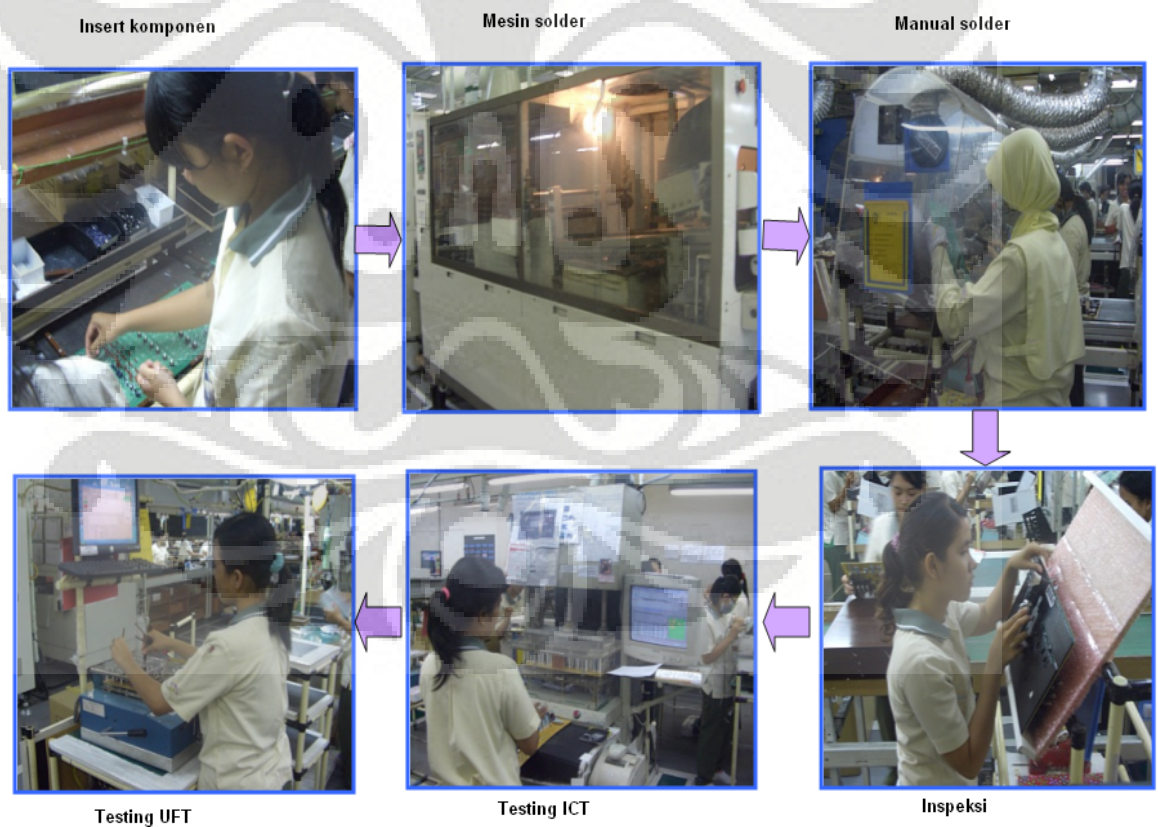 Insert komponen
Mesin solder
Manual solder
Inspeksi
Testing ICT
Testing UFT